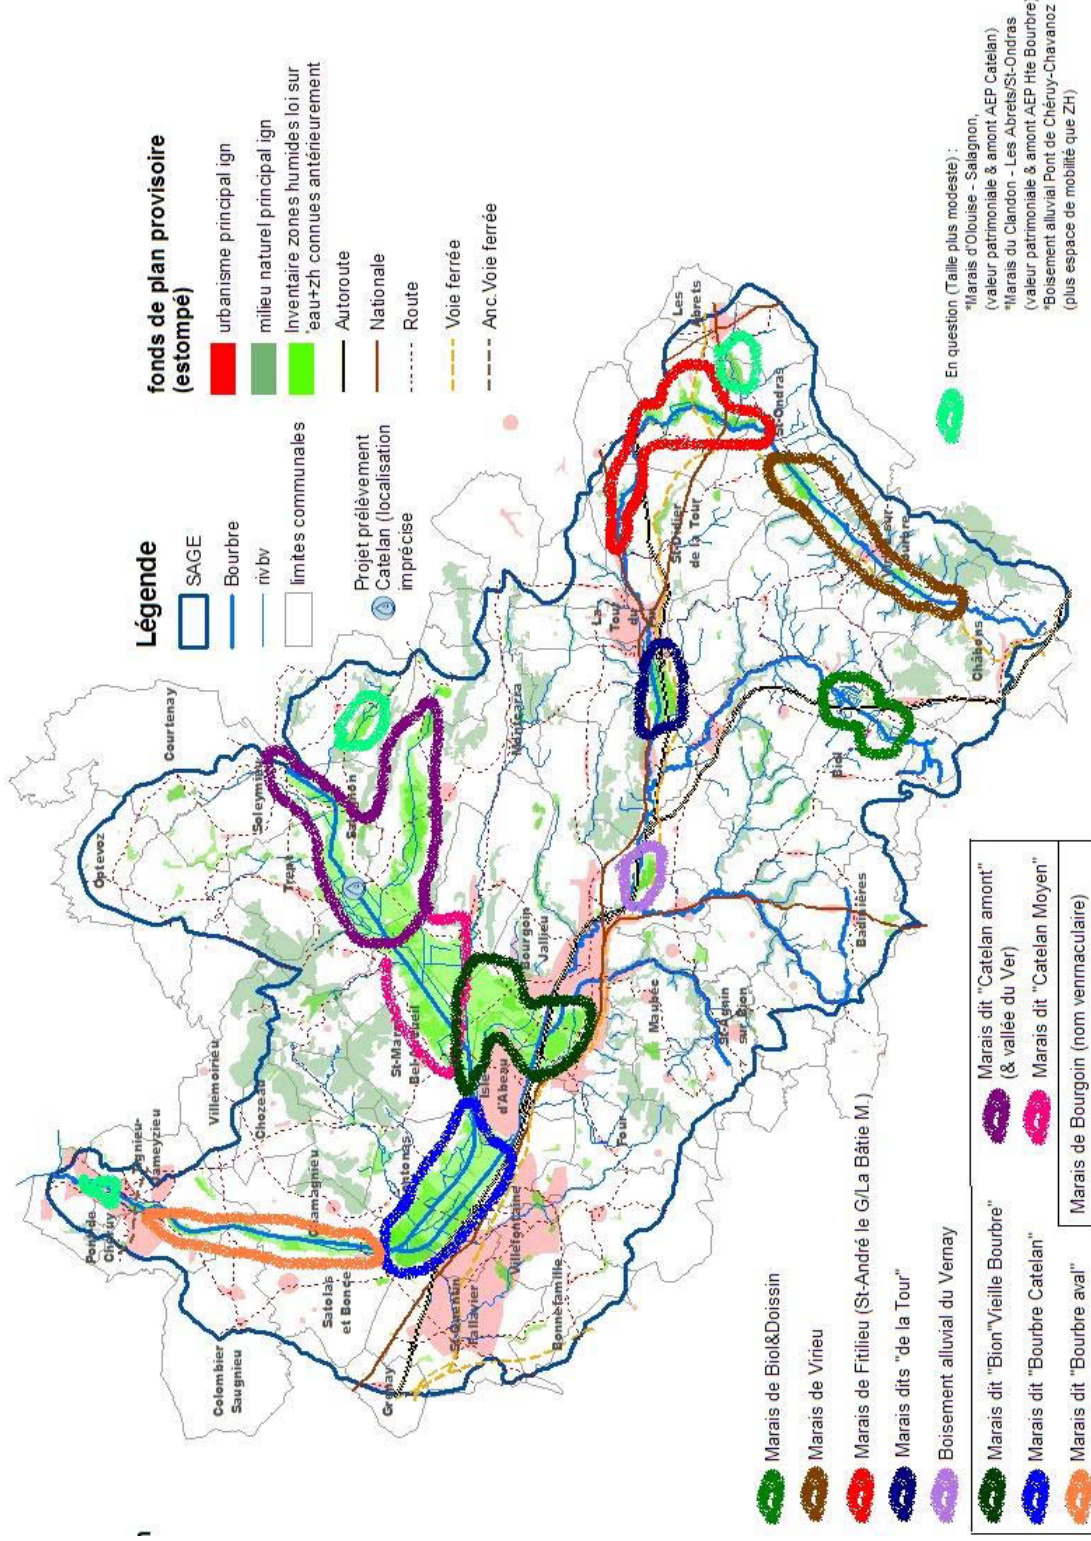 Légende
SAGE
Bourbre
rivbv
limites communales
Projet prélèvement
Catelan (localisation
imprécise
fonds de plan provisoire
(estompé)
urbanisme principal ign
milieu naturel principal ign
Inventaire zones humides loi sur
'eau+zh connues antérieurement
Autoroute
Nationale
Route
Voie ferrée
Anc.Voie ferrée
Optevoz
Courtenay
Soleymieu
Trept
Villemoirieu
Chozeau
Colombier
Saugnieu
Satolas
et Bonce
Grenay
St-Quentin
Fallavier
Villefontaine
Bonnefamille
Isle
d'Abeau
Bourgoin
Jallieu
Maubec
St-Agnin
sur Bion
Badinières
Montcarra
La
Tour
du
St-Didier
de la Tour
Les
Abrets
St-Ondras
Biol
Châbons
En question (Taille plus modeste) :
*Marais d'Olouise - Salagnon,
(valeur patrimoniale & amont AEP Catelan)
*Marais du Clandon - Les Abrets/St-Ondras
(valeur patrimoniale & amont AEP Hte Bourbre)
*Boisement alluvial Pont de Chéruy-Chavanoz
(plus espace de mobilité que ZH)
Marais de Biol&Doissin
Marais de Virieu
Marais de Fitilieu (St-André le G/La Bâtie M.)
Marais dits "de la Tour"
Boisement alluvial du Vernay
Marais dit "Bion"Vieille Bourbre"
Marais dit "Bourbre Catelan"
Marais dit "Bourbre aval"
Marais dit "Catelan amont"
(& vallée du Ver)
Marais dit "Catelan Moyen"
Marais de Bourgoin (nom vernnaculaire)